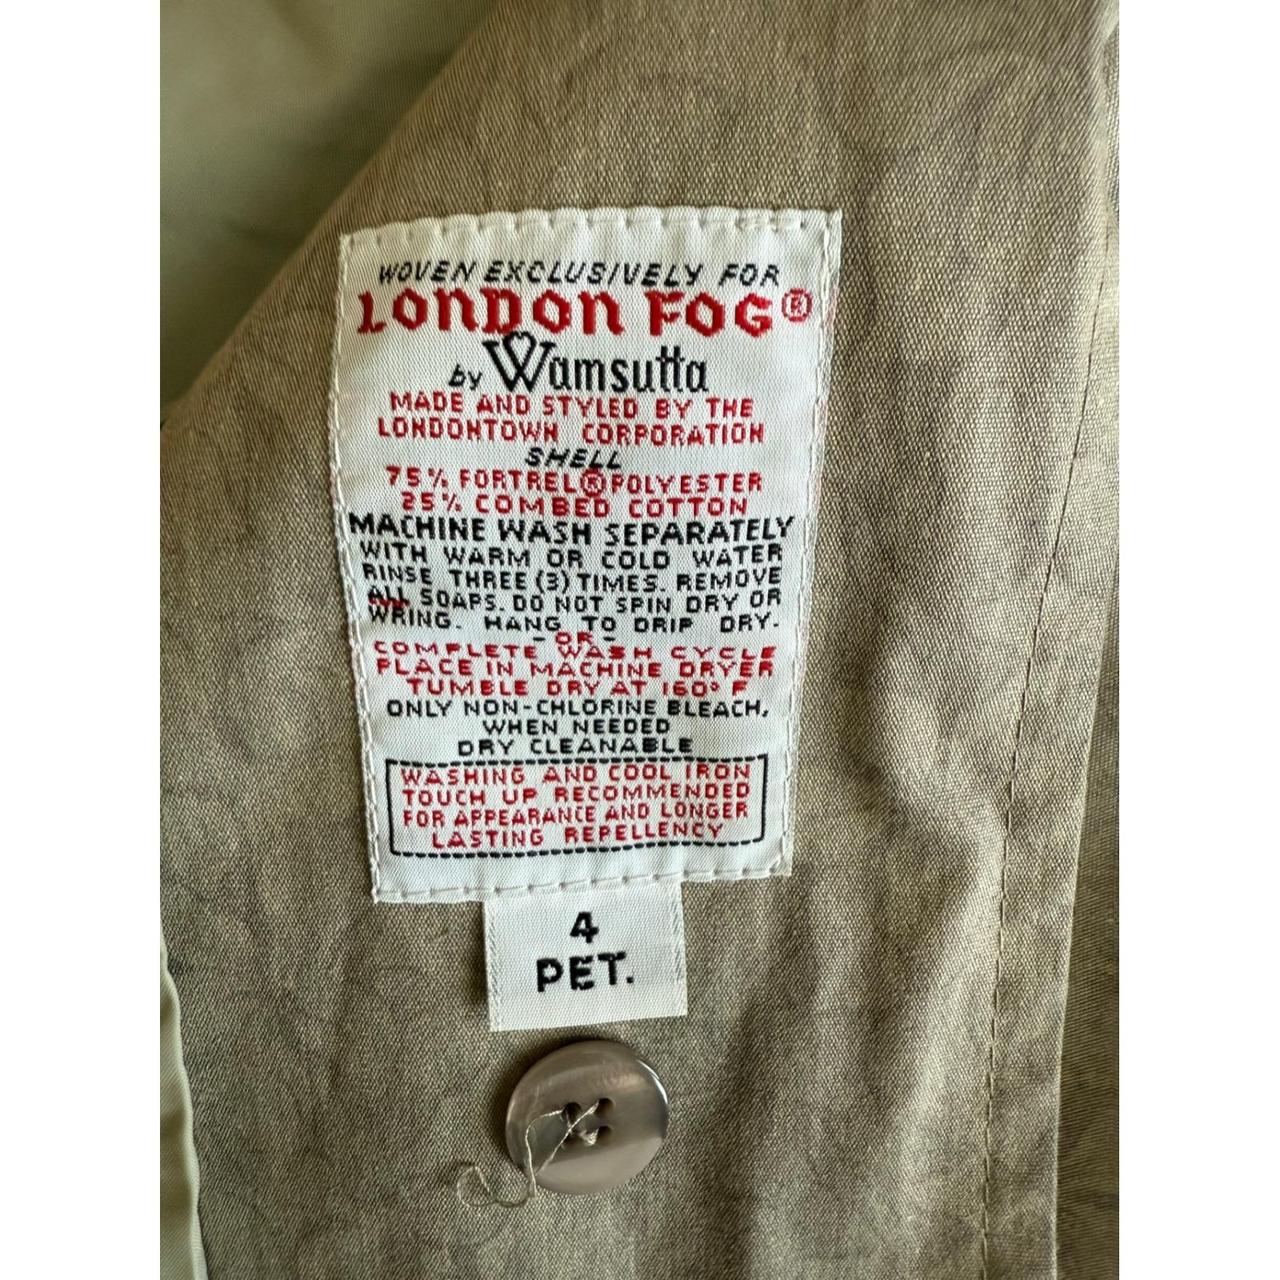 WOVEN EXCLUSIVELY FOR
LONDON FOG®
by Wamsutta
MADE AND STYLED BY THE
LONDONTOWN CORPORATION
SHELL
75% FORTREL® POLYESTER
25% COMBED COTTON
MACHINE WASH SEPARATELY
WITH WARM OR COLD WATER
RINSE THREE (3) TIMES. REMOVE
ALL SOAPS. DO NOT SPIN DRY OR
WRING. HANG TO DRIP DRY.
-OR-
COMPLETE WASH CYCLE
PLACE IN MACHINE DRYER
TUMBLE DRY AT 160° F
ONLY NON-CHLORINE BLEACH,
WHEN NEEDED
DRY CLEANABLE
WASHING AND COOL IRON
TOUCH UP RECOMMENDED
FOR APPEARANCE AND LONGER
LASTING REPELLENCY
4
PET.